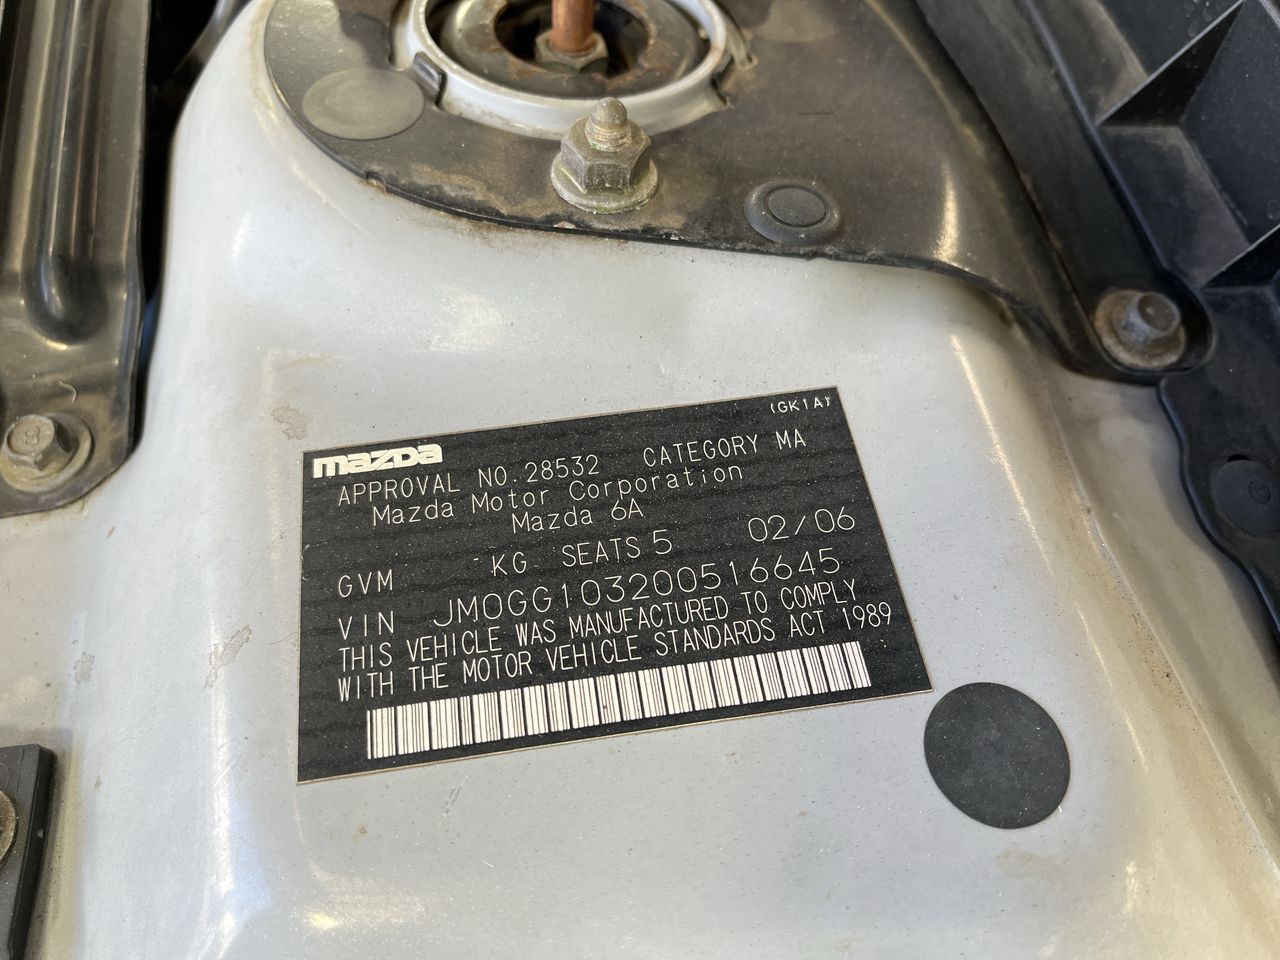 (GK1A)
mazda
APPROVAL NO.28532 CATEGORY MA
Mazda Motor Corporation
Mazda 6A
GVM KG SEATS 5 02/06
VIN JM0GG103200516645
THIS VEHICLE WAS MANUFACTURED TO COMPLY
WITH THE MOTOR VEHICLE STANDARDS ACT 1989
8